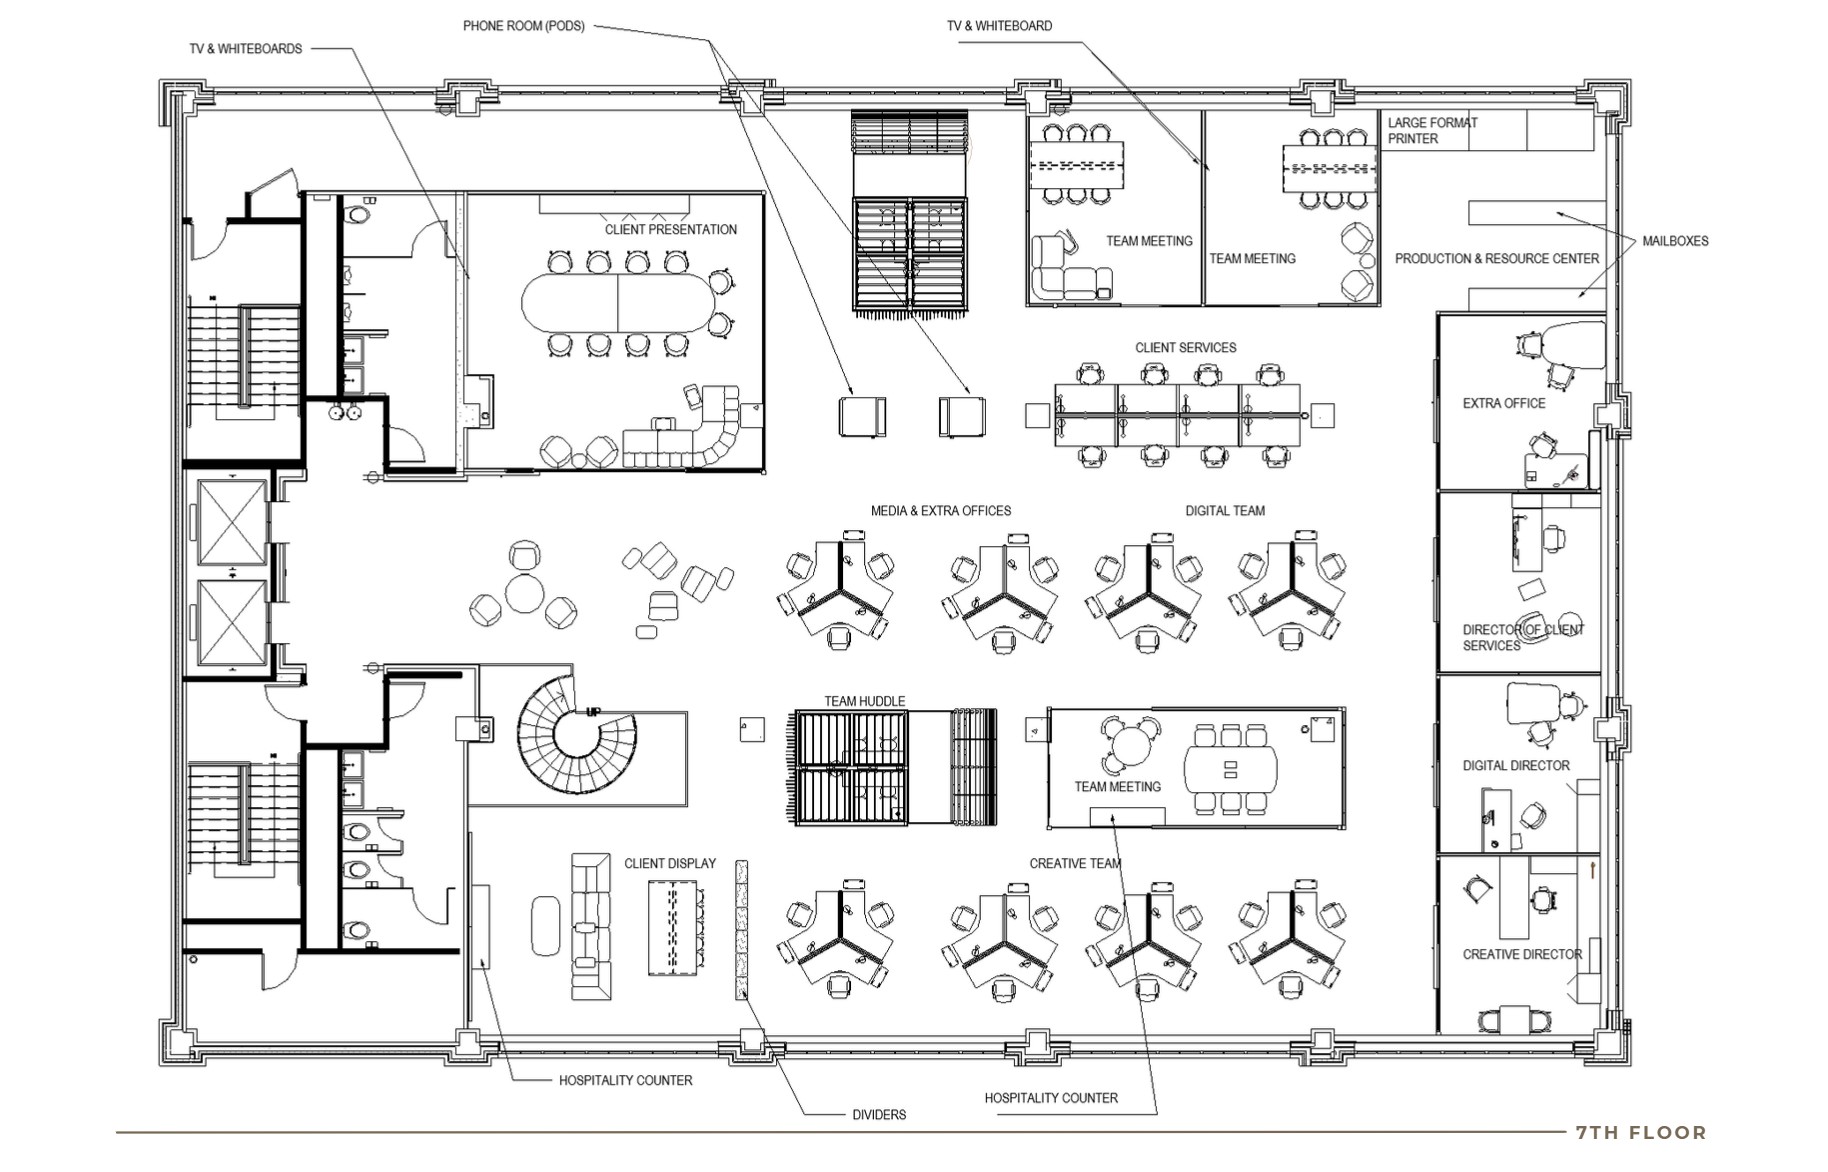 PHONE ROOM (PODS)
TV & WHITEBOARD
TV & WHITEBOARDS
LARGE FORMAT
PRINTER
CLIENT PRESENTATION
TEAM MEETING
TEAM MEETING
PRODUCTION & RESOURCE CENTER
MAILBOXES
CLIENT SERVICES
EXTRA OFFICE
MEDIA & EXTRA OFFICES
DIGITAL TEAM
DIRECTOR OF CLIENT
SERVICES
TEAM HUDDLE
UP
DIGITAL DIRECTOR
TEAM MEETING
CLIENT DISPLAY
CREATIVE TEAM
CREATIVE DIRECTOR
HOSPITALITY COUNTER
HOSPITALITY COUNTER
DIVIDERS
7TH FLOOR